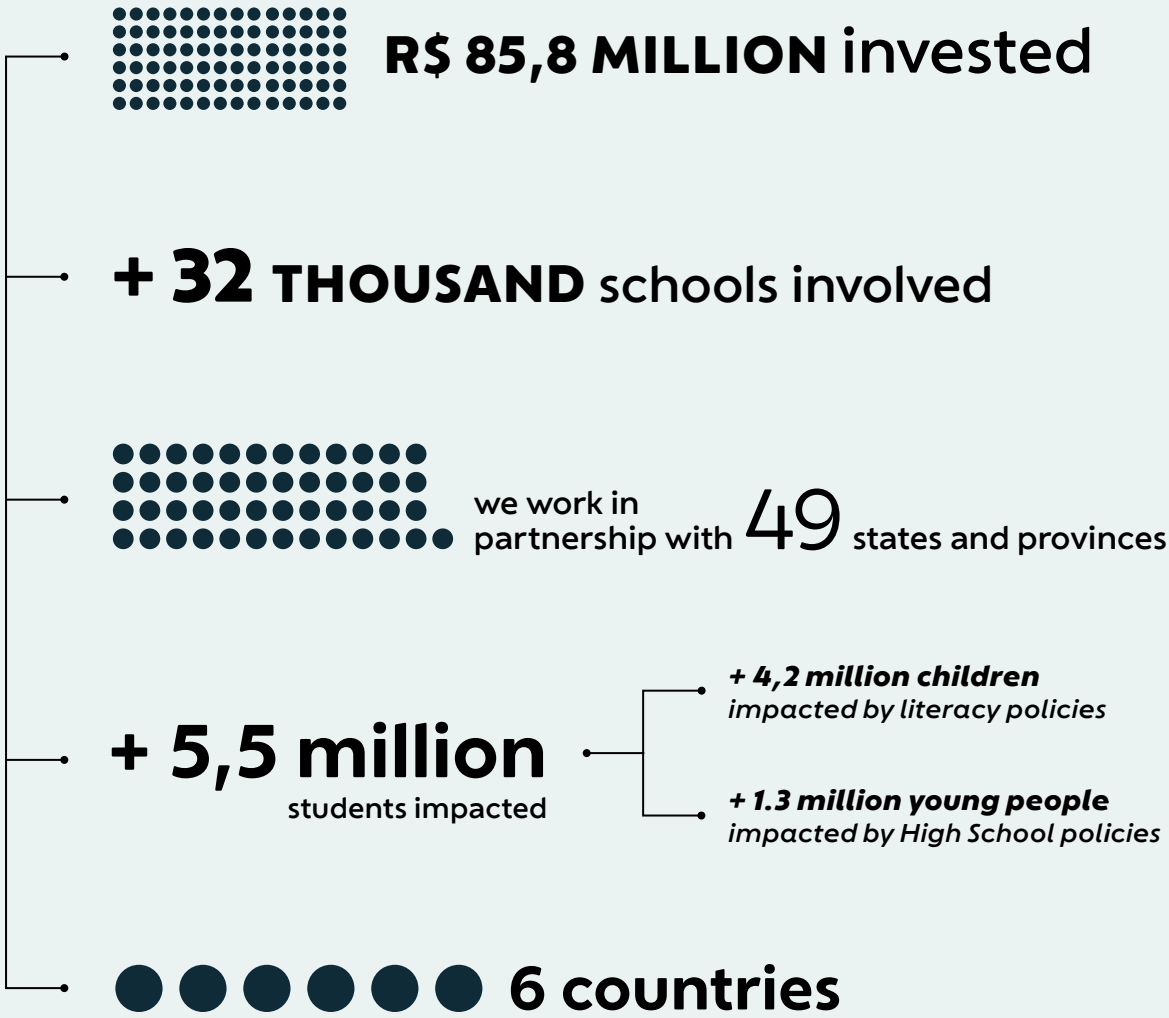 R$ 85,8 MILLION invested
+ 32 THOUSAND schools involved
we work in
partnership with 49 states and provinces
+ 5,5 million
students impacted
+ 4,2 million children
impacted by literacy policies
+ 1.3 million young people
impacted by High School policies
6 countries